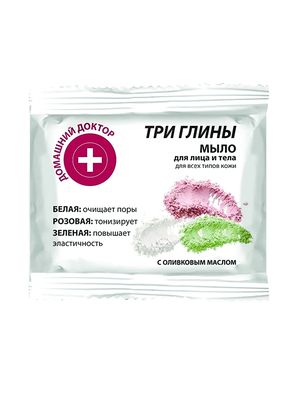 ДОМАШНИЙ ДОКТОР
ТРИ ГЛИНЫ
МЫЛО
для лица и тела
для всех типов кожи
БЕЛАЯ: очищает поры
РОЗОВАЯ: тонизирует
ЗЕЛЕНАЯ: повышает
эластичность
С ОЛИВКОВЫМ МАСЛОМ